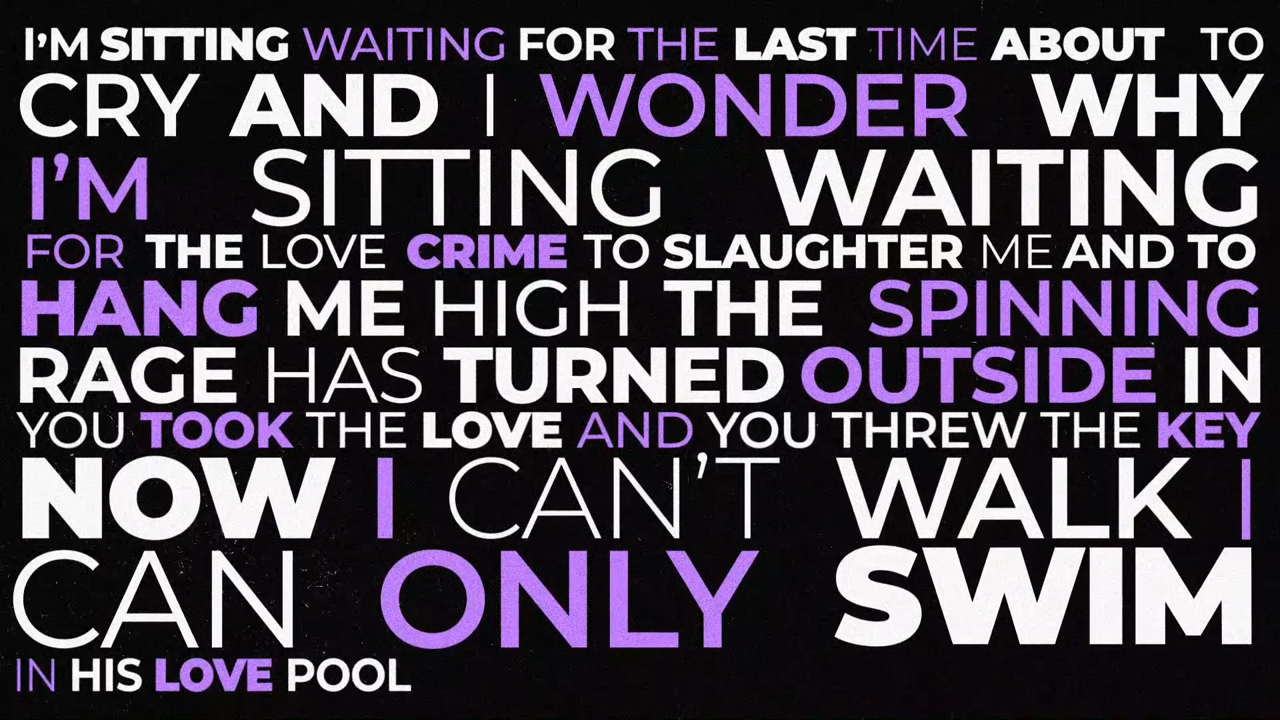 I'M SITTING WAITING FOR THE LAST TIME ABOUT TO
CRY AND I WONDER WHY
I'M SITTING WAITING
FOR THE LOVE CRIME TO SLAUGHTER ME AND TO
HANG ME HIGH THE SPINNING
RAGE HAS TURNED OUTSIDE IN
YOU TOOK THE LOVE AND YOU THREW THE KEY
NOW I CAN'T WALK I
CAN ONLY SWIM
IN HIS LOVE POOL